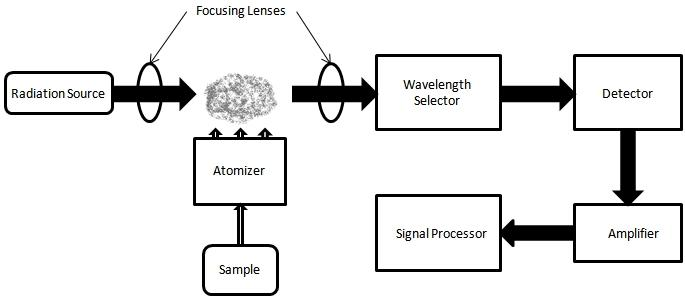 Focusing Lenses
Radiation Source
Wavelength
Selector
Detector
Atomizer
Signal Processor
Amplifier
Sample